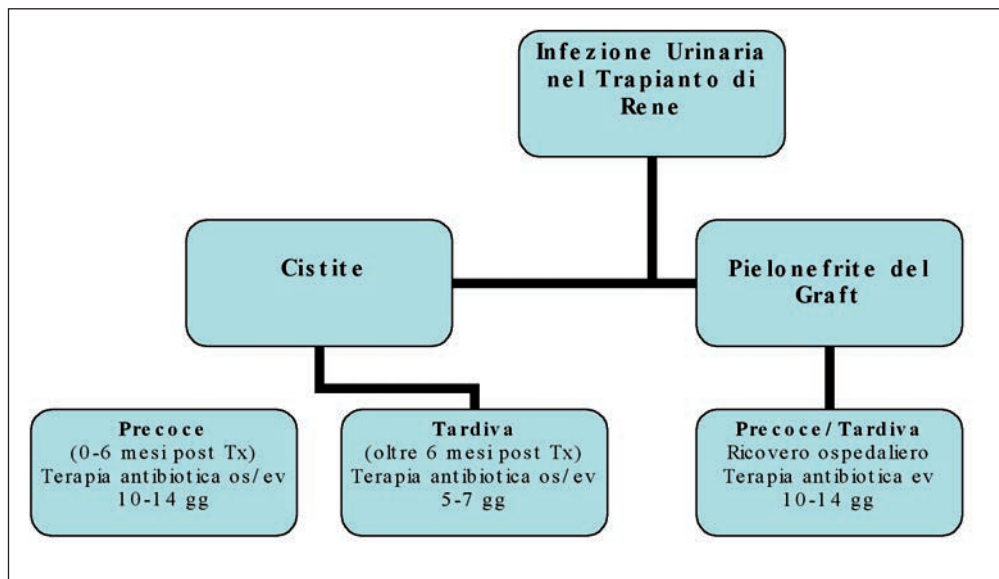 Infezione Urinaria
nel Trapianto di
Rene
Cistite
Pielonefrite del
Graft
Precoce
(0-6 mesi post Tx)
Terapia antibiotica os/ev
10-14 gg
Tardiva
(oltre 6 mesi post Tx)
Terapia antibiotica os/ev
5-7 gg
Precoce/Tardiva
Ricovero ospedaliero
Terapia antibiotica ev
10-14 gg